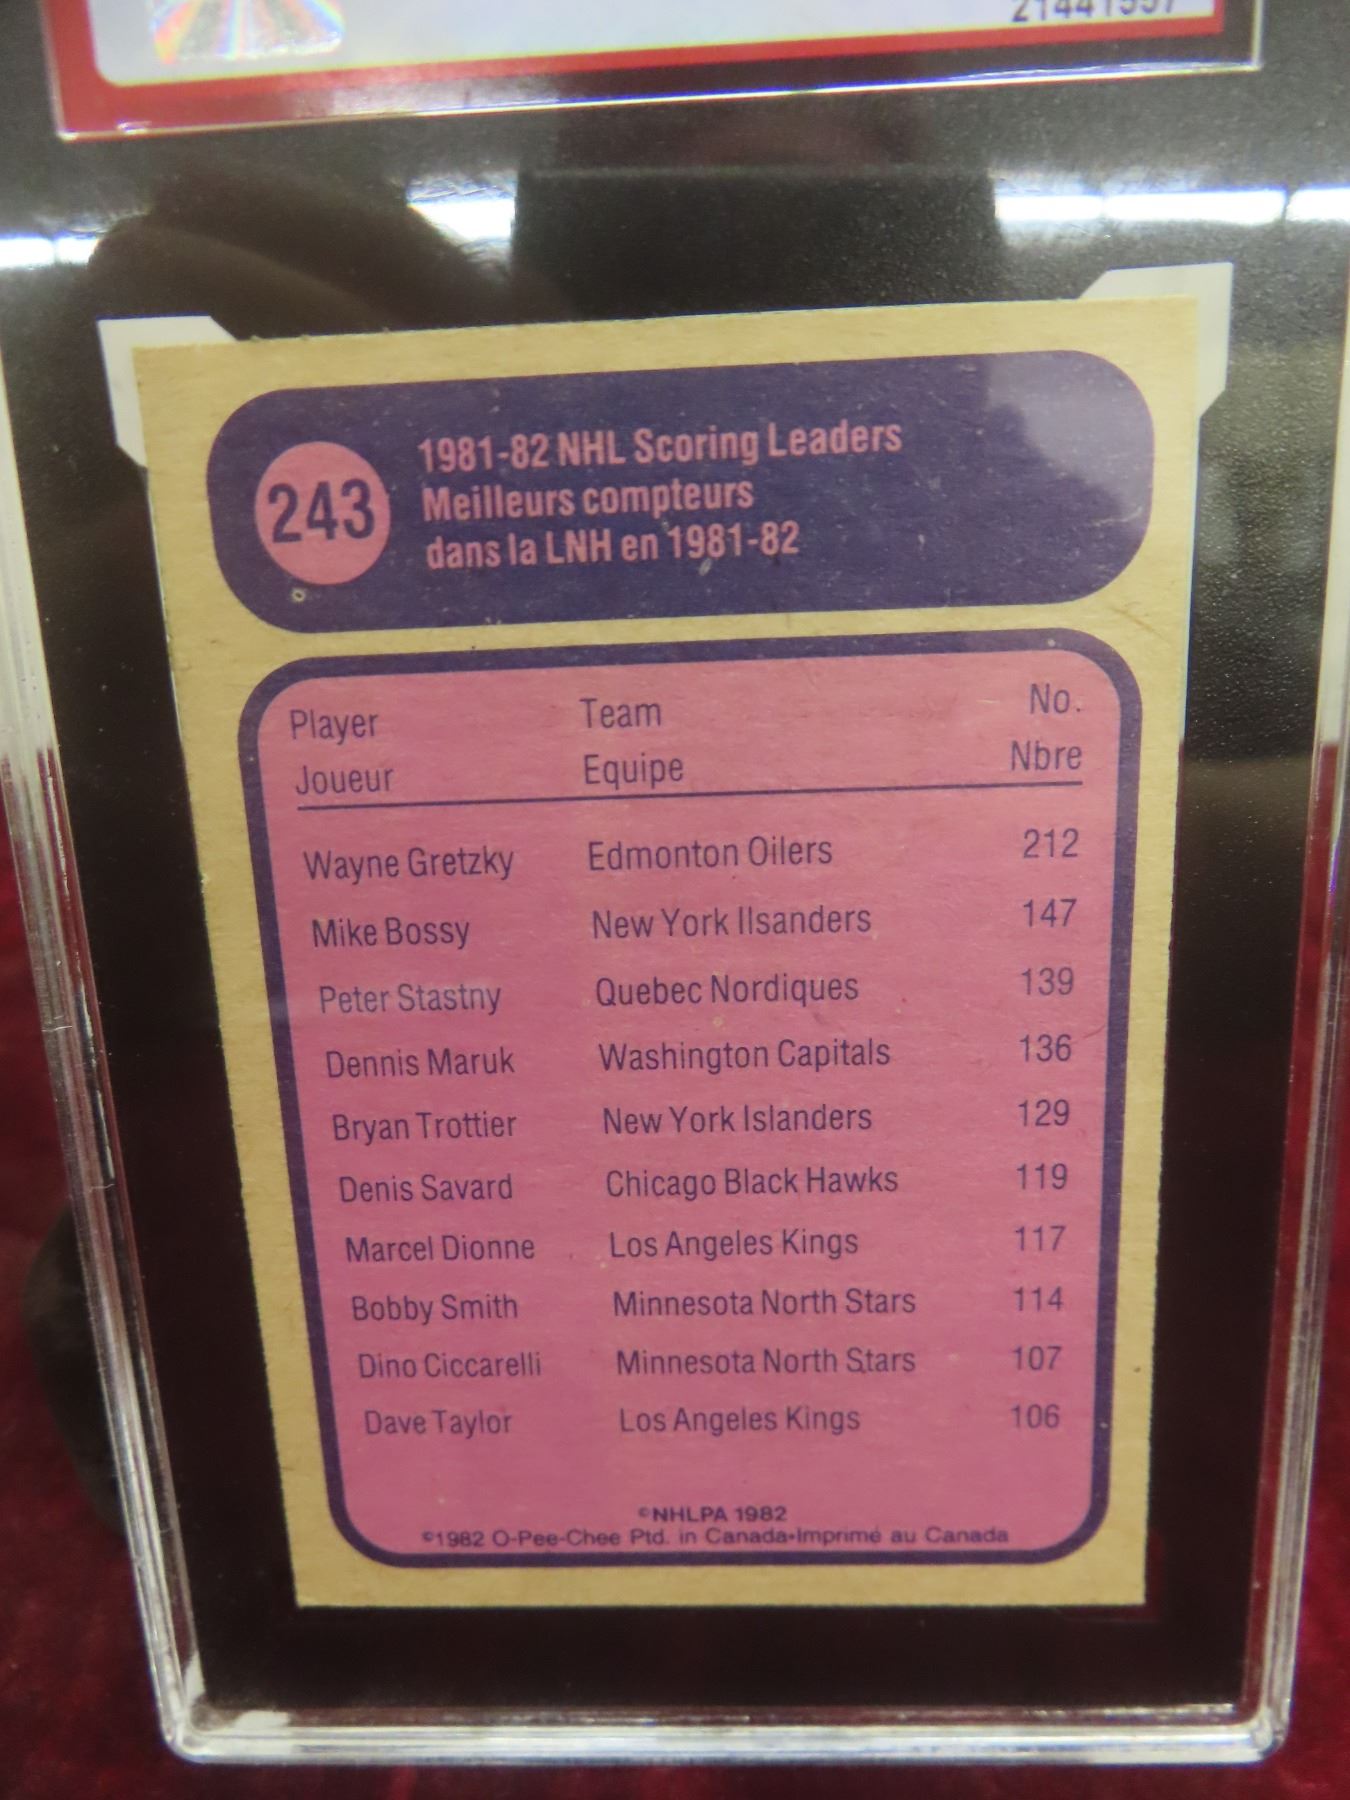 243
1981-82 NHL Scoring Leaders
Meilleurs compteurs
dans la LNH en 1981-82
Player Team No.
Joueur Equipe Nbre
Wayne Gretzky Edmonton Oilers 212
Mike Bossy New York Ilsanders 147
Peter Stastny Quebec Nordiques 139
Dennis Maruk Washington Capitals 136
Bryan Trottier New York Islanders 129
Denis Savard Chicago Black Hawks 119
Marcel Dionne Los Angeles Kings 117
Bobby Smith Minnesota North Stars 114
Dino Ciccarelli Minnesota North Stars 107
Dave Taylor Los Angeles Kings 106
©NHLPA 1982
©1982 O-Pee-Chee Ptd. in Canada•Imprimé au Canada